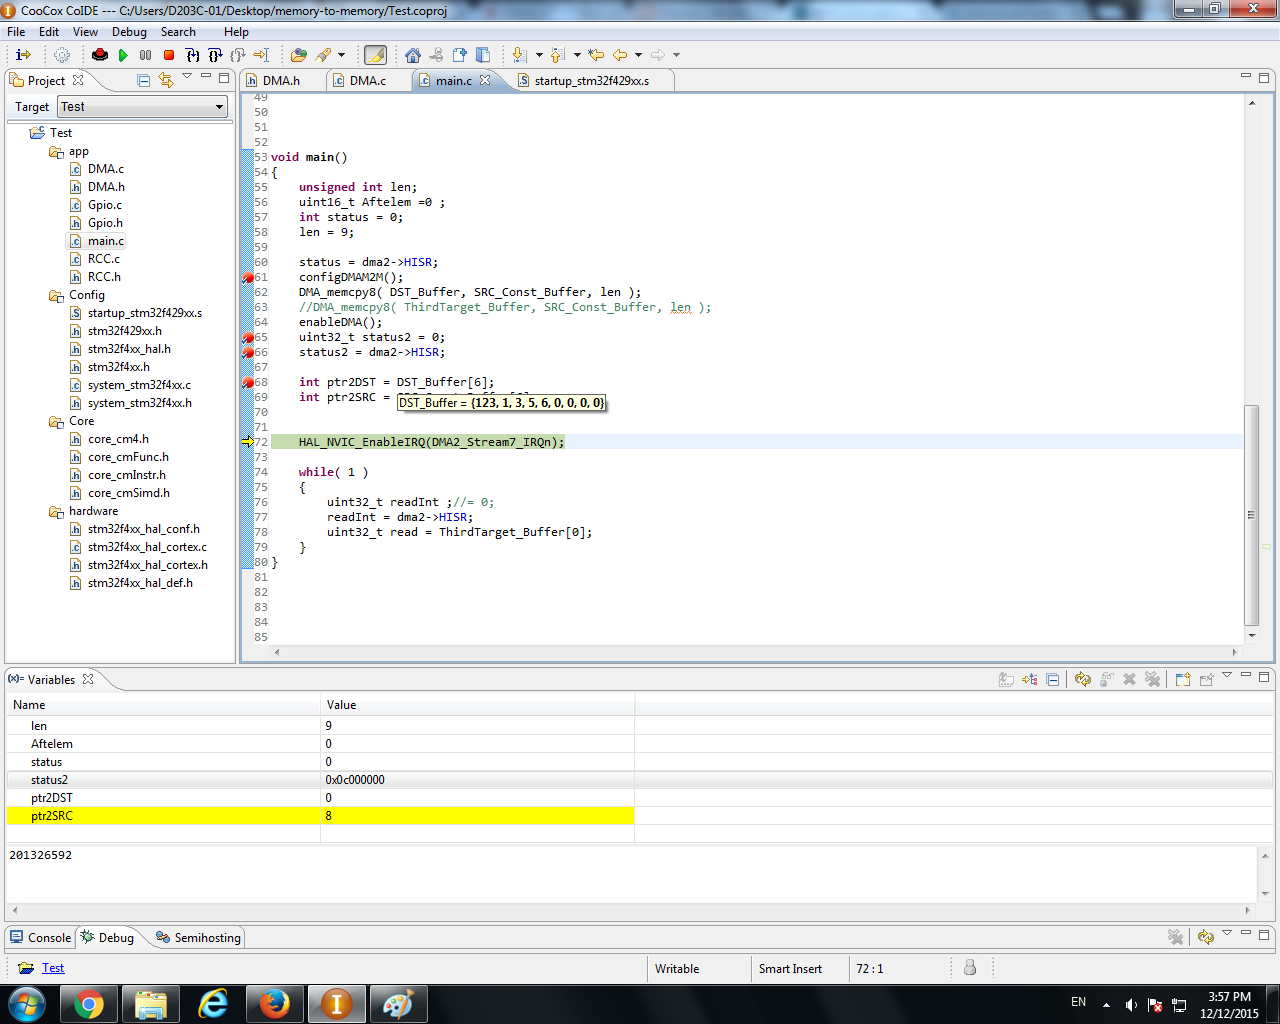 CooCox CoIDE --- C:/Users/D203C-01/Desktop/memory-to-memory/Test.coproj
File Edit View Debug Search Help
Project
Target Test
Test
app
DMA.c
DMA.h
Gpio.c
Gpio.h
main.c
RCC.c
RCC.h
Config
startup_stm32f429xx.s
stm32f429xx.h
stm32f4xx_hal.h
stm32f4xx.h
system_stm32f4xx.c
system_stm32f4xx.h
Core
core_cm4.h
core_cmFunc.h
core_cmInstr.h
core_cmSimd.h
hardware
stm32f4xx_hal_conf.h
stm32f4xx_hal_cortex.c
stm32f4xx_hal_cortex.h
stm32f4xx_hal_def.h
DMA.h DMA.c main.c startup_stm32f429xx.s
49
50
51
52
53 void main()
54 {
55 unsigned int len;
56 uint16_t Aftelem =0 ;
57 int status = 0;
58 len = 9;
59
60 status = dma2->HISR;
61 configDMAM2M();
62 DMA_memcpy8( DST_Buffer, SRC_Const_Buffer, len );
63 //DMA_memcpy8( ThirdTarget_Buffer, SRC_Const_Buffer, len );
64 enableDMA();
65 uint32_t status2 = 0;
66 status2 = dma2->HISR;
67
68 int ptr2DST = DST_Buffer[6];
69 int ptr2SRC =
DST_Buffer = {123, 1, 3, 5, 6, 0, 0, 0, 0}
70
71
72 HAL_NVIC_EnableIRQ(DMA2_Stream7_IRQn);
73
74 while( 1 )
75 {
76 uint32_t readInt ;//= 0;
77 readInt = dma2->HISR;
78 uint32_t read = ThirdTarget_Buffer[0];
79 }
80 }
81
82
83
84
85
(x)= Variables
Name Value
len 9
Aftelem 0
status 0
status2 0x0c000000
ptr2DST 0
ptr2SRC 8
201326592
Console Debug Semihosting
Test Writable Smart Insert 72 : 1
EN 3:57 PM
12/12/2015